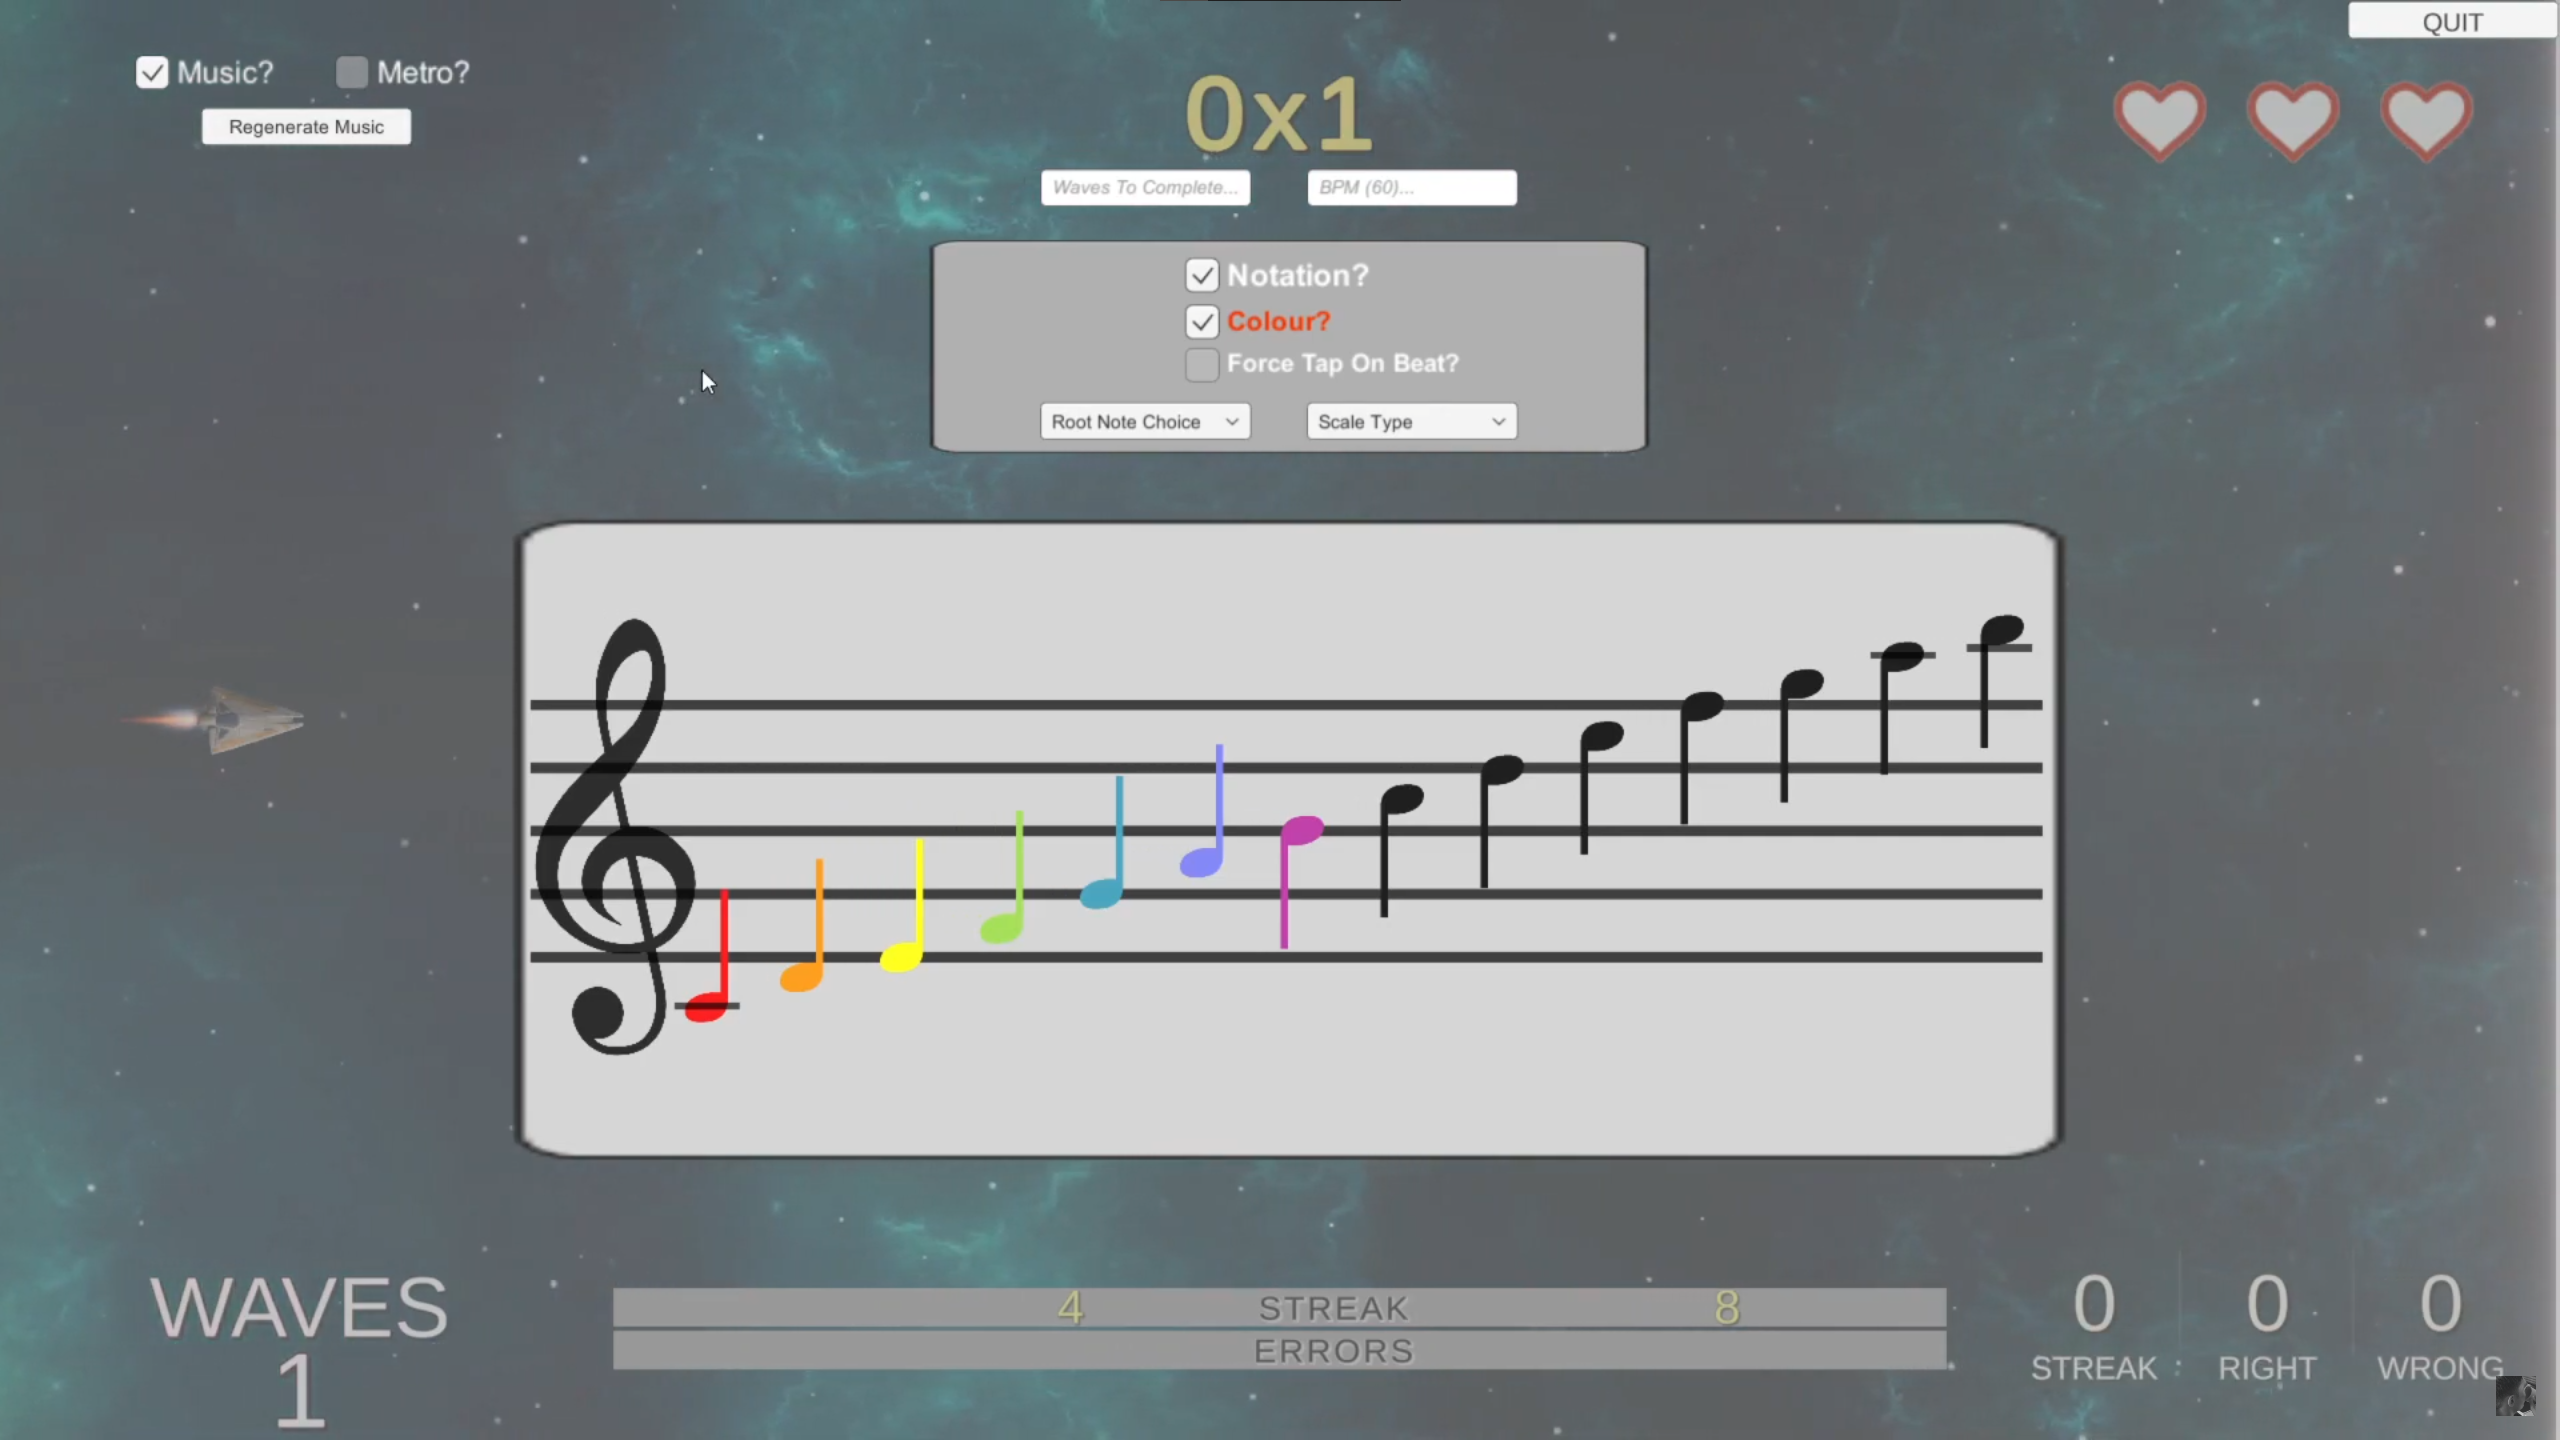 QUIT
Music?
Metro?
Regenerate Music
0x1
Waves To Complete...
BPM (60)...
Notation?
Colour?
Force Tap On Beat?
Root Note Choice
Scale Type
WAVES
1
4 STREAK 8
ERRORS
0 0 0
STREAK RIGHT WRONG